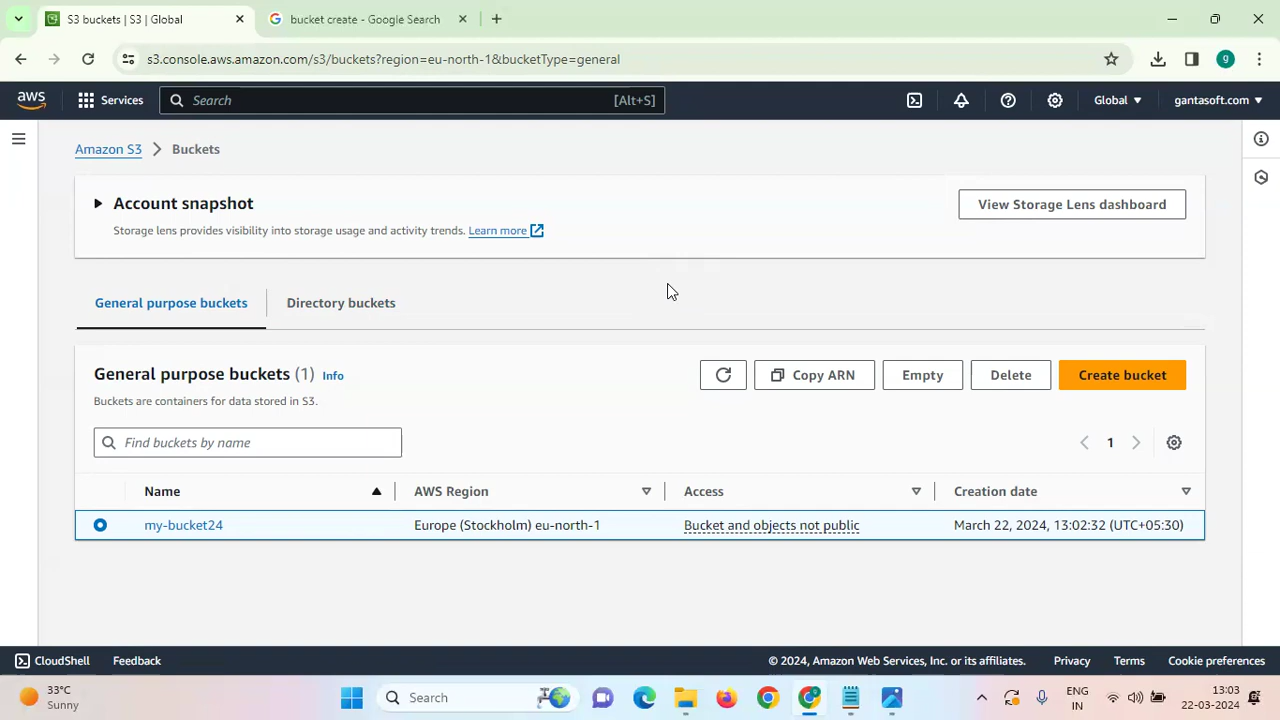 S3 buckets | S3 | Global
bucket create - Google Search
s3.console.aws.amazon.com/s3/buckets?region=eu-north-1&bucketType=general
g
aws
Services
Search
[Alt+S]
Global
gantasoft.com
Amazon S3
Buckets
Account snapshot
View Storage Lens dashboard
Storage lens provides visibility into storage usage and activity trends. Learn more
General purpose buckets
Directory buckets
General purpose buckets (1) Info
Copy ARN
Empty
Delete
Create bucket
Buckets are containers for data stored in S3.
Find buckets by name
1
Name
AWS Region
Access
Creation date
my-bucket24
Europe (Stockholm) eu-north-1
Bucket and objects not public
March 22, 2024, 13:02:32 (UTC+05:30)
CloudShell
Feedback
© 2024, Amazon Web Services, Inc. or its affiliates.
Privacy
Terms
Cookie preferences
33°C
Sunny
Search
ENG
IN
13:03
22-03-2024